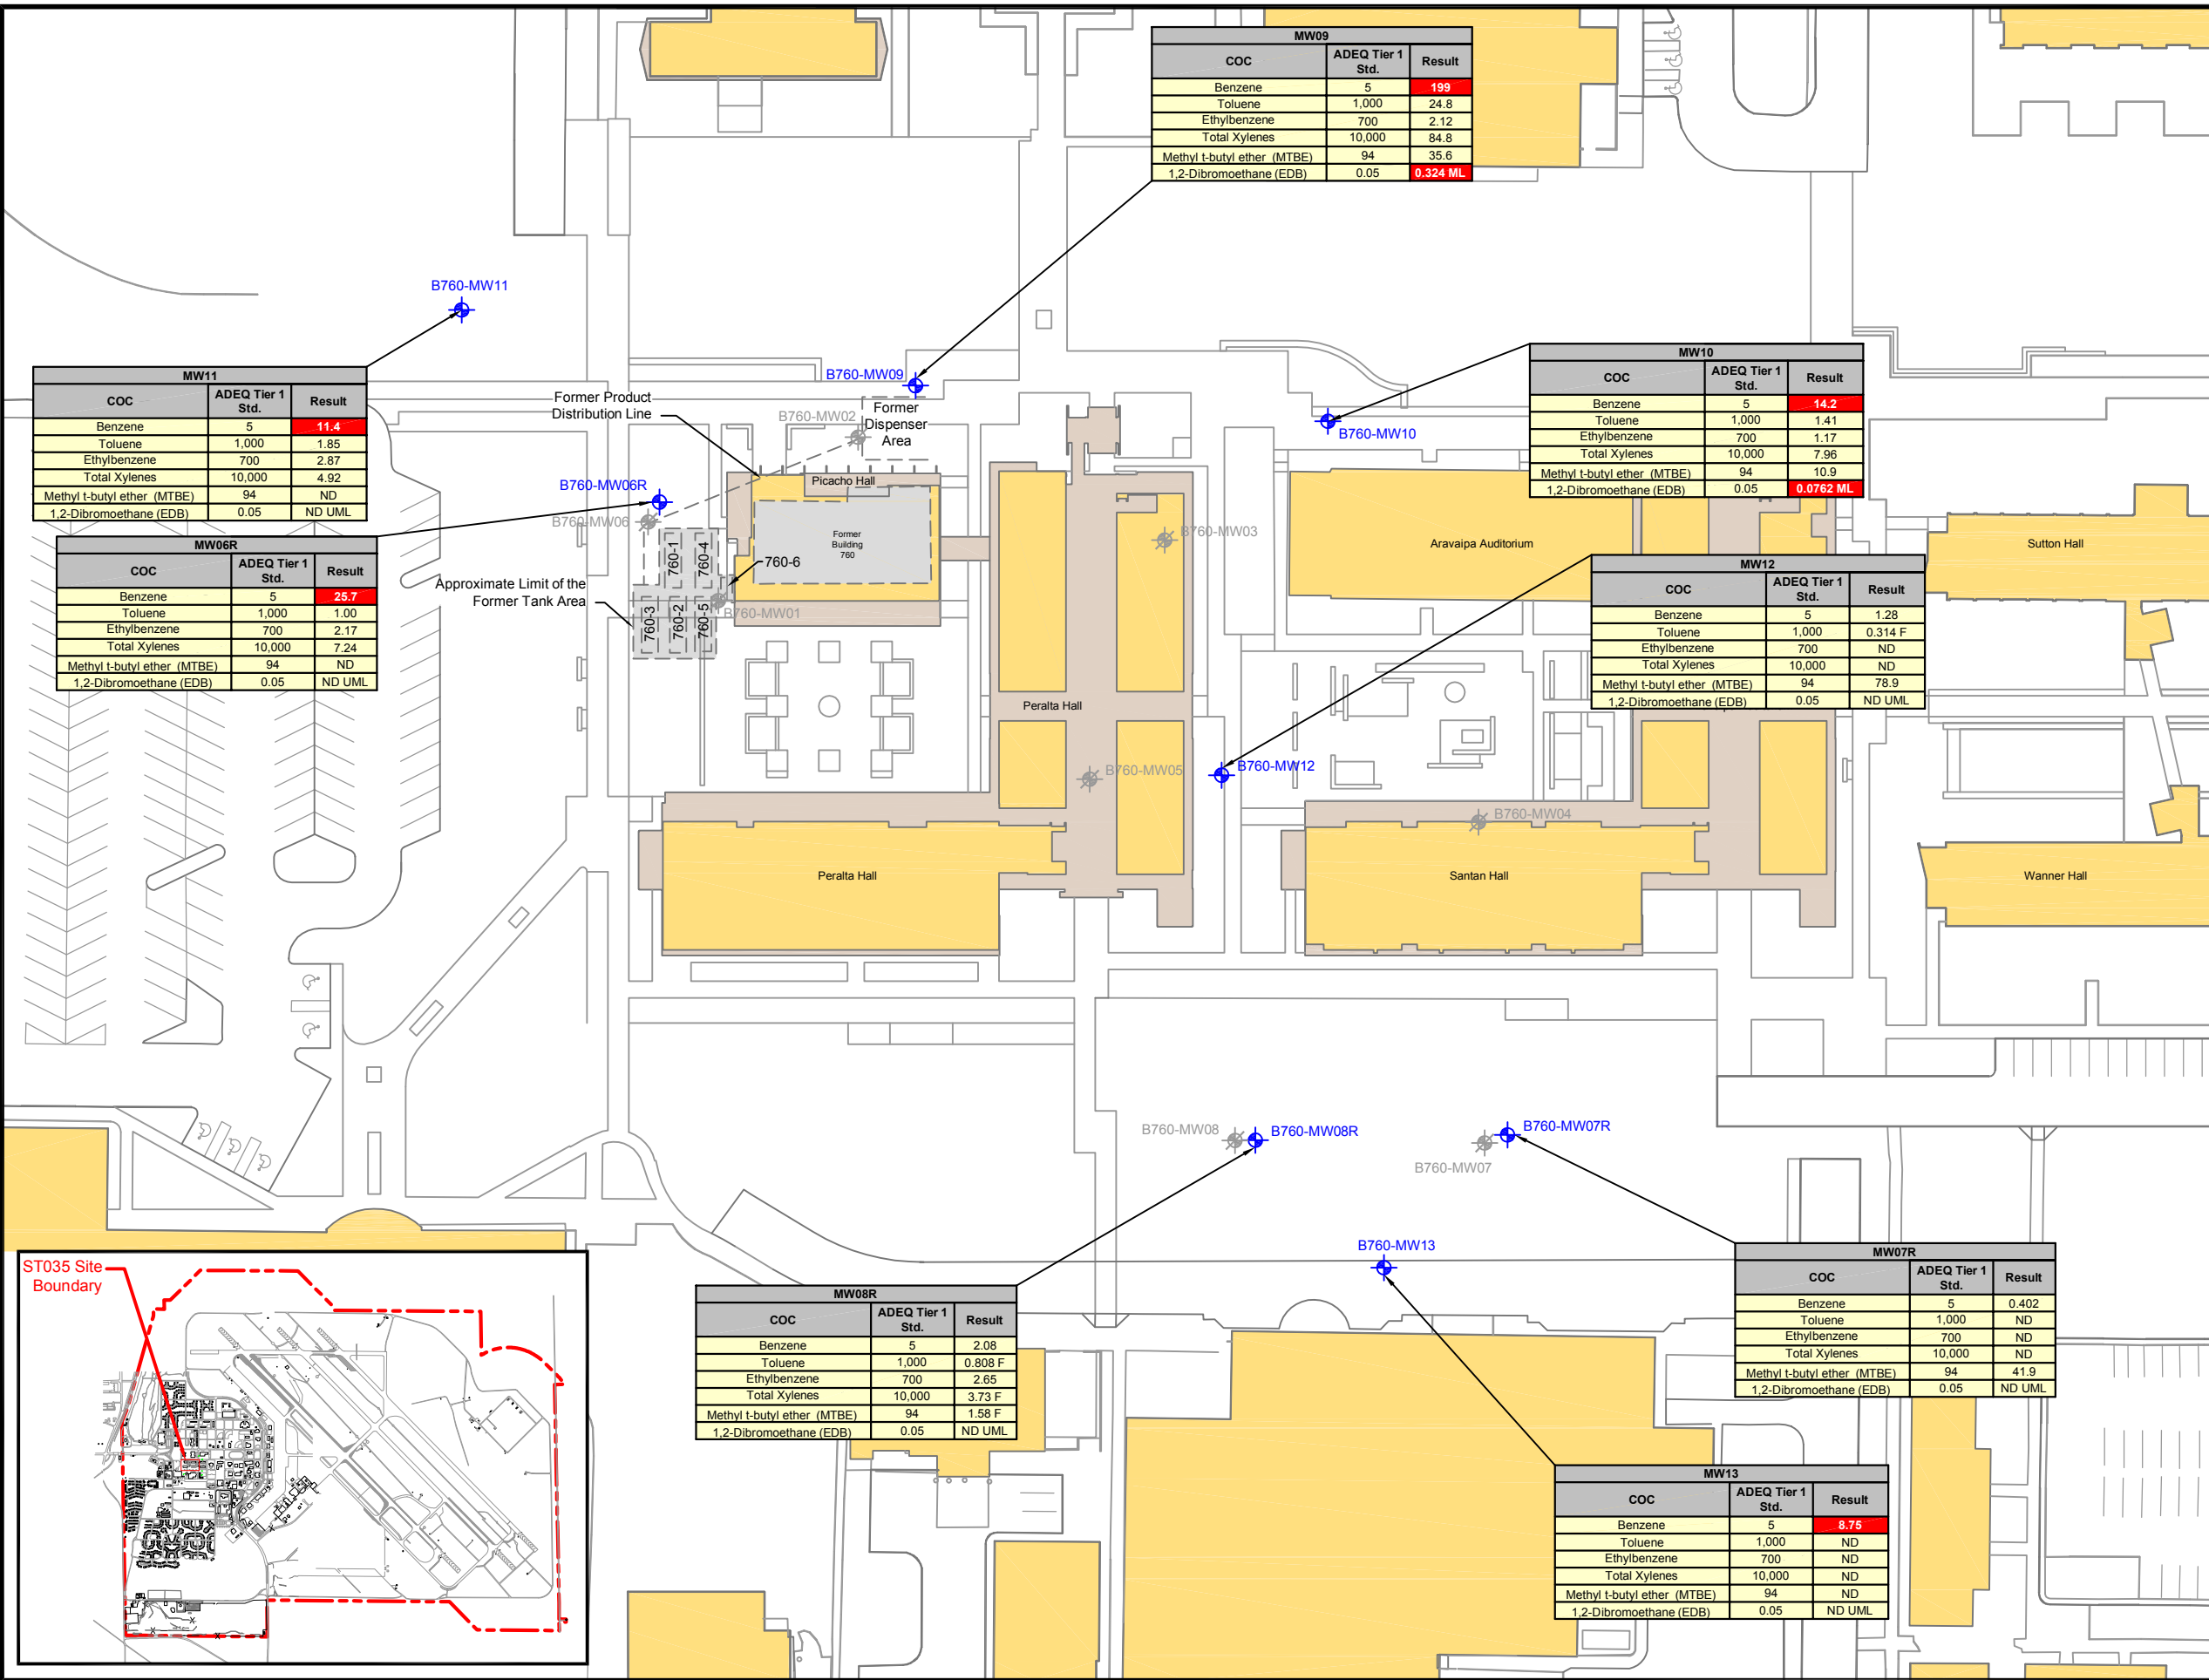 MW09
COC ADEQ Tier 1 Std. Result
Benzene 5 199
Toluene 1,000 24.8
Ethylbenzene 700 2.12
Total Xylenes 10,000 84.8
Methyl t-butyl ether (MTBE) 94 35.6
1,2-Dibromoethane (EDB) 0.05 0.324 ML
B760-MW11
MW11
COC ADEQ Tier 1 Std. Result
Benzene 5 11.4
Toluene 1,000 1.85
Ethylbenzene 700 2.87
Total Xylenes 10,000 4.92
Methyl t-butyl ether (MTBE) 94 ND
1,2-Dibromoethane (EDB) 0.05 ND UML
MW10
COC ADEQ Tier 1 Std. Result
Benzene 5 14.2
Toluene 1,000 1.41
Ethylbenzene 700 1.17
Total Xylenes 10,000 7.96
Methyl t-butyl ether (MTBE) 94 10.9
1,2-Dibromoethane (EDB) 0.05 0.0762 ML
B760-MW09
Former Product
Distribution Line
B760-MW02
Former
Dispenser
Area
B760-MW10
Picacho Hall
B760-MW06R
B760-MW06
Former
Building
760
B760-MW03
Aravaipa Auditorium
Sutton Hall
MW06R
COC ADEQ Tier 1 Std. Result
Benzene 5 25.7
Toluene 1,000 1.00
Ethylbenzene 700 2.17
Total Xylenes 10,000 7.24
Methyl t-butyl ether (MTBE) 94 ND
1,2-Dibromoethane (EDB) 0.05 ND UML
760-1
760-4
760-6
Approximate Limit of the
Former Tank Area
760-3
760-2
760-5
B760-MW01
MW12
COC ADEQ Tier 1 Std. Result
Benzene 5 1.28
Toluene 1,000 0.314 F
Ethylbenzene 700 ND
Total Xylenes 10,000 ND
Methyl t-butyl ether (MTBE) 94 78.9
1,2-Dibromoethane (EDB) 0.05 ND UML
Peralta Hall
B760-MW05
B760-MW12
B760-MW04
Peralta Hall
Santan Hall
Wanner Hall
B760-MW08
B760-MW08R
B760-MW07R
B760-MW07
B760-MW13
ST035 Site
Boundary
MW08R
COC ADEQ Tier 1 Std. Result
Benzene 5 2.08
Toluene 1,000 0.808 F
Ethylbenzene 700 2.65
Total Xylenes 10,000 3.73 F
Methyl t-butyl ether (MTBE) 94 1.58 F
1,2-Dibromoethane (EDB) 0.05 ND UML
MW07R
COC ADEQ Tier 1 Std. Result
Benzene 5 0.402
Toluene 1,000 ND
Ethylbenzene 700 ND
Total Xylenes 10,000 ND
Methyl t-butyl ether (MTBE) 94 41.9
1,2-Dibromoethane (EDB) 0.05 ND UML
MW13
COC ADEQ Tier 1 Std. Result
Benzene 5 8.75
Toluene 1,000 ND
Ethylbenzene 700 ND
Total Xylenes 10,000 ND
Methyl t-butyl ether (MTBE) 94 ND
1,2-Dibromoethane (EDB) 0.05 ND UML